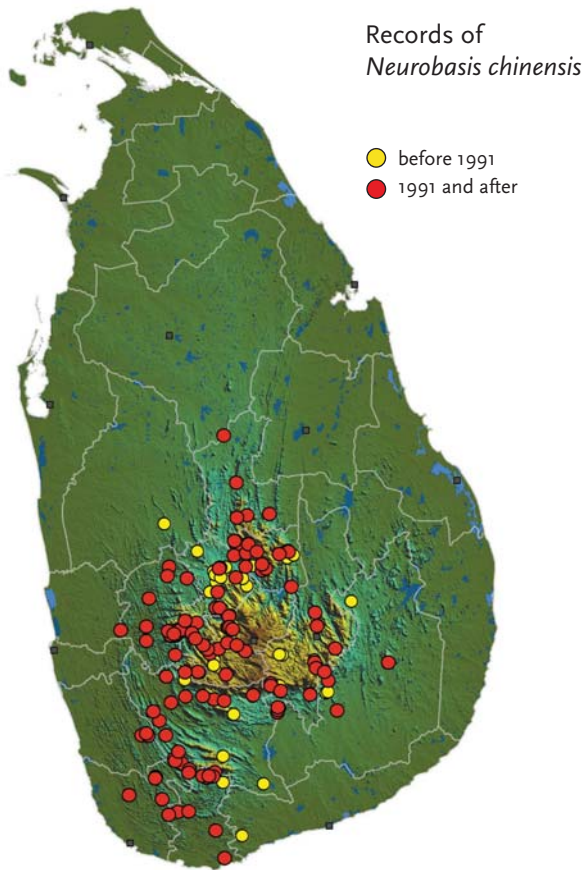 Records of
Neurobasis chinensis
before 1991
1991 and after